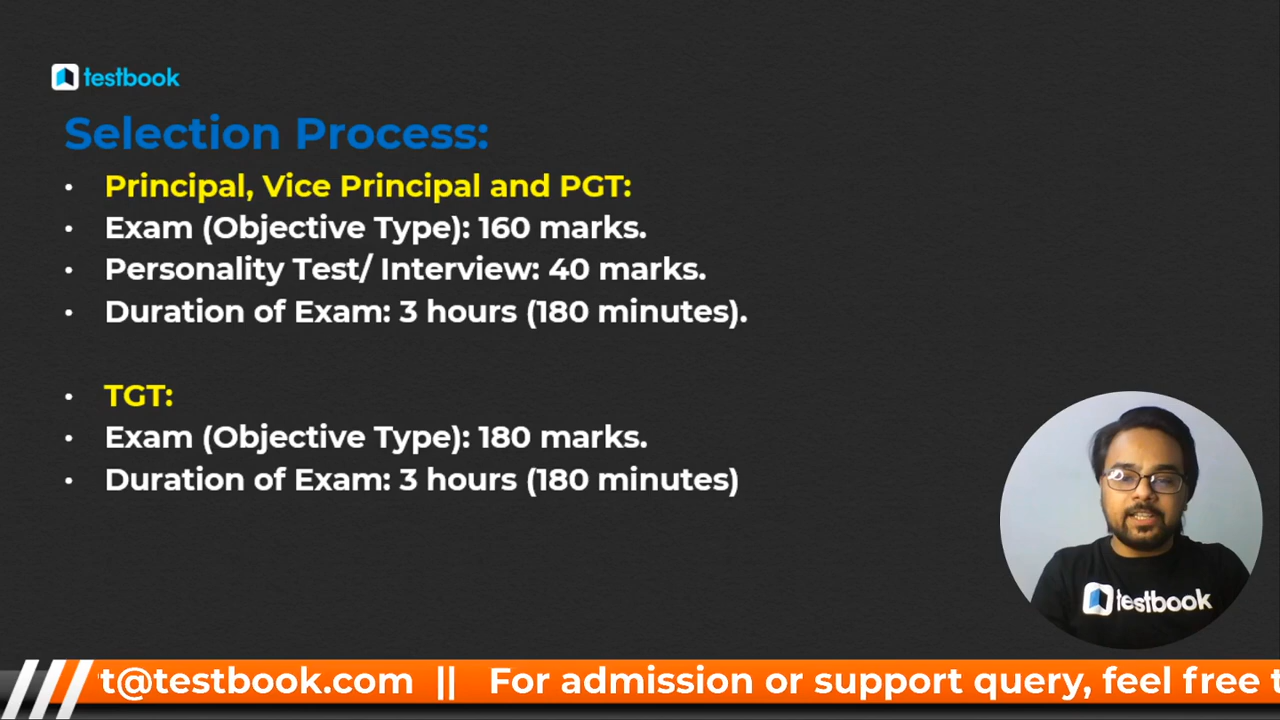 testbook
Selection Process:
• Principal, Vice Principal and PGT:
• Exam (Objective Type): 160 marks.
• Personality Test/ Interview: 40 marks.
• Duration of Exam: 3 hours (180 minutes).
• TGT:
• Exam (Objective Type): 180 marks.
• Duration of Exam: 3 hours (180 minutes)
testbook
t@testbook.com || For admission or support query, feel free t